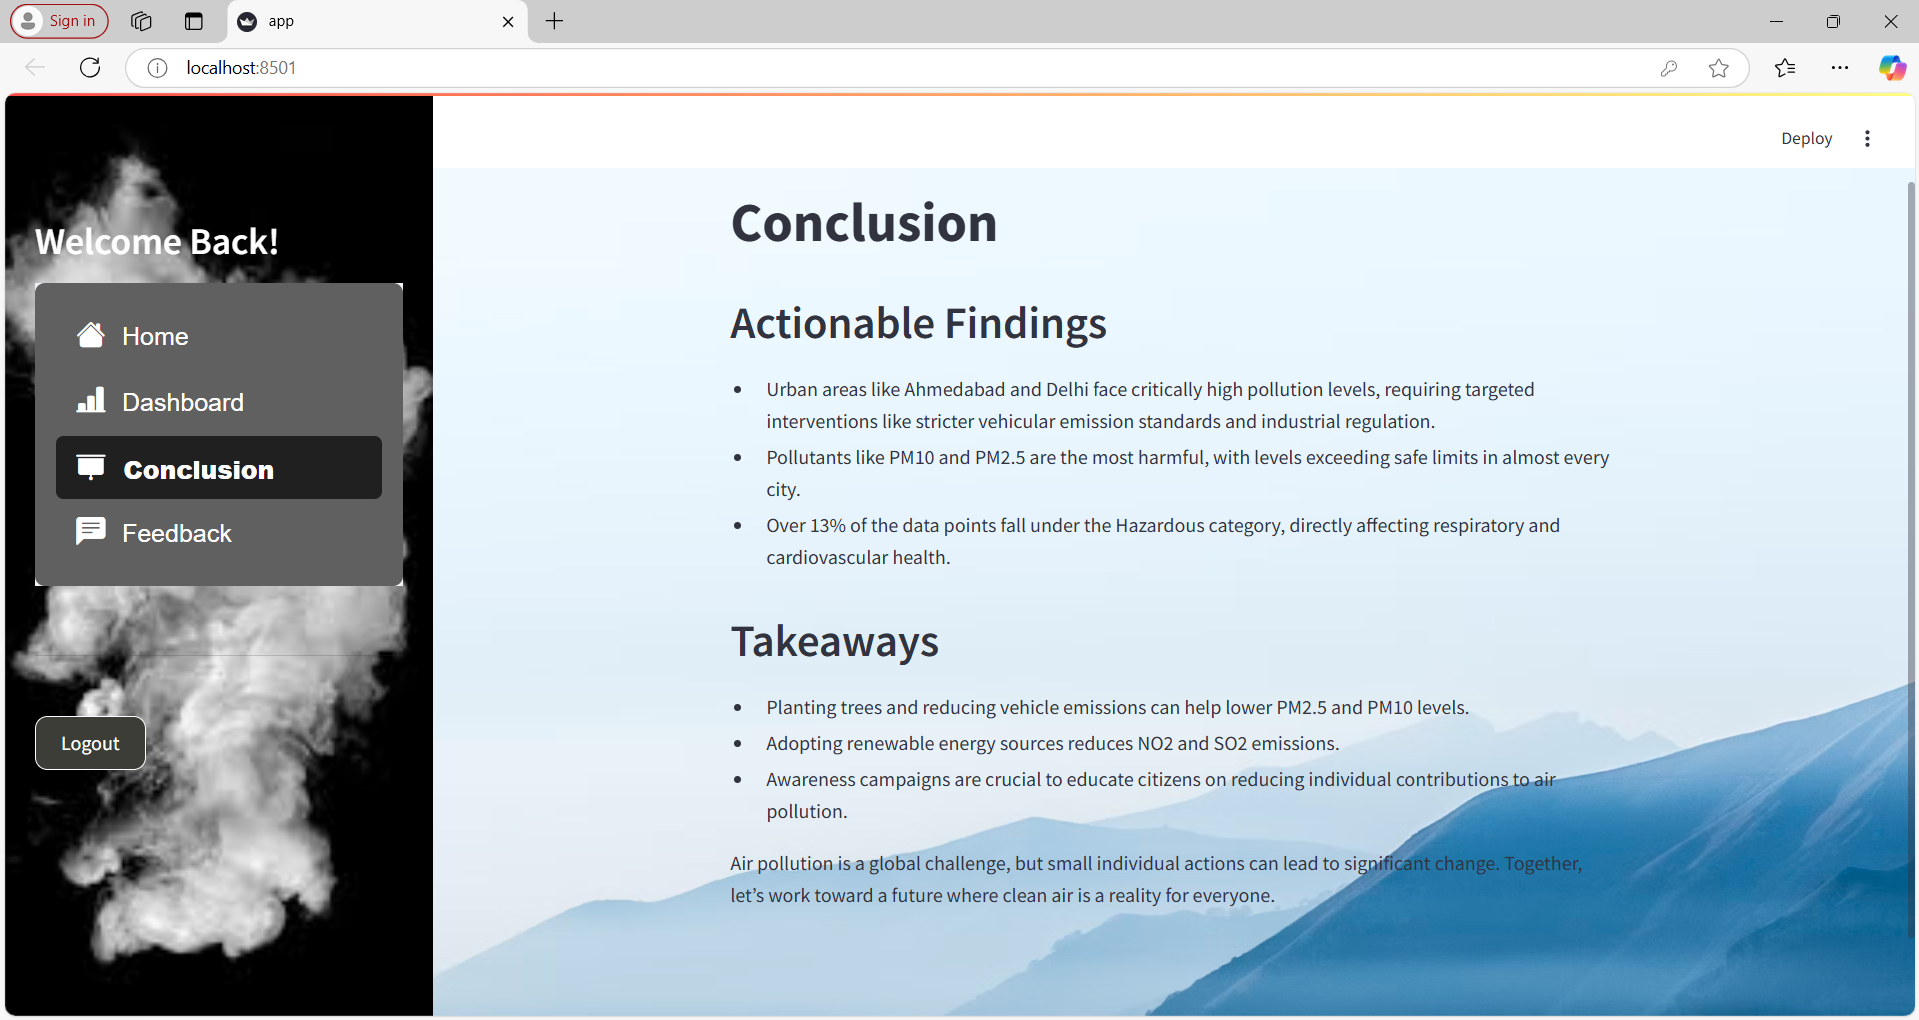 Sign in
app
localhost:8501
Deploy
Welcome Back!
Home
Dashboard
Conclusion
Feedback
Logout
Conclusion
Actionable Findings
Urban areas like Ahmedabad and Delhi face critically high pollution levels, requiring targeted
interventions like stricter vehicular emission standards and industrial regulation.
Pollutants like PM10 and PM2.5 are the most harmful, with levels exceeding safe limits in almost every
city.
Over 13% of the data points fall under the Hazardous category, directly affecting respiratory and
cardiovascular health.
Takeaways
Planting trees and reducing vehicle emissions can help lower PM2.5 and PM10 levels.
Adopting renewable energy sources reduces NO2 and SO2 emissions.
Awareness campaigns are crucial to educate citizens on reducing individual contributions to air
pollution.
Air pollution is a global challenge, but small individual actions can lead to significant change. Together,
let’s work toward a future where clean air is a reality for everyone.